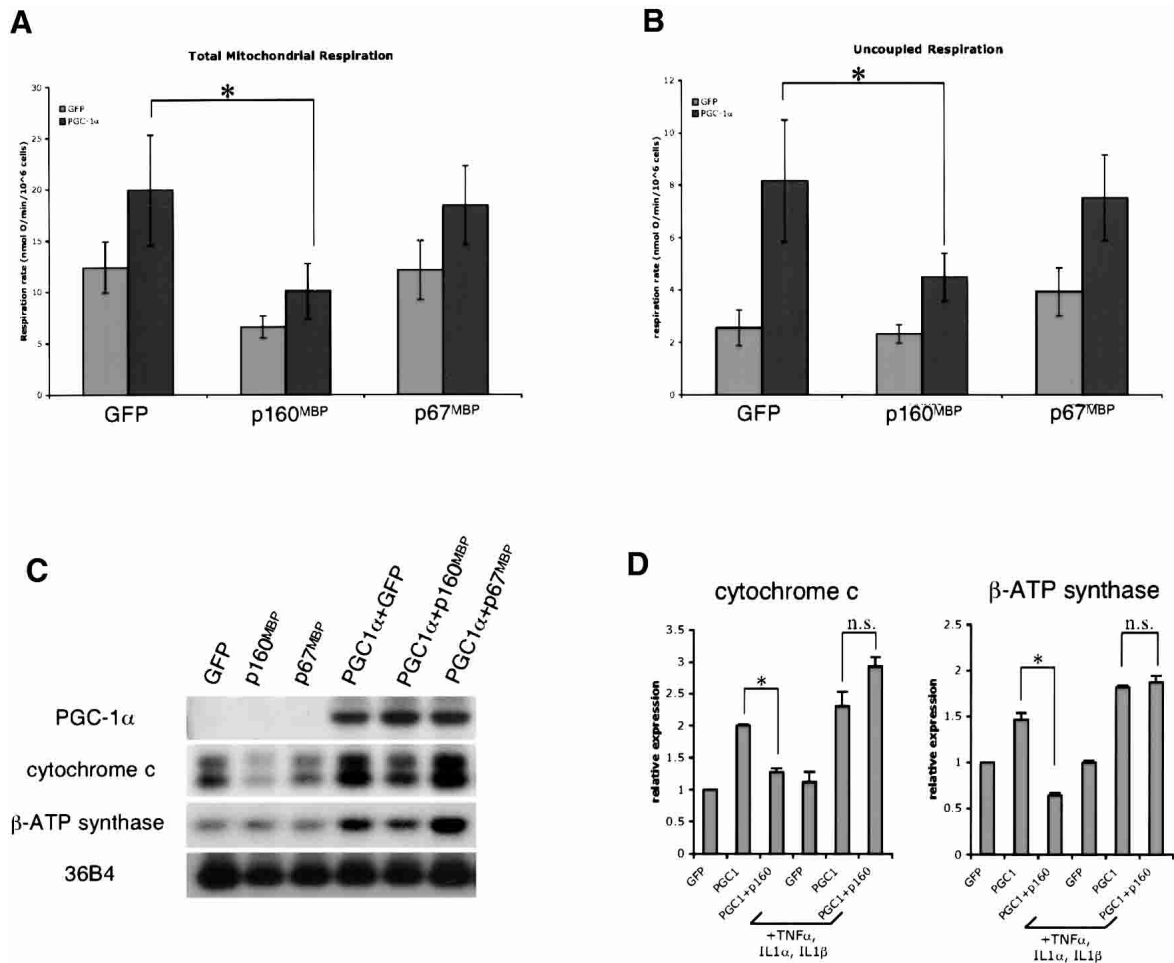 A
Total Mitochondrial Respiration
Respiration rate (nmol O/min/10^6 cells)
30
25
20
15
10
5
0
GFP
PGC-1α
*
GFP
p160MBP
p67MBP
B
Uncoupled Respiration
respiration rate (nmol O/min/10^6 cells)
12
10
8
6
4
2
0
GFP
PGC-1α
*
GFP
p160MBP
p67MBP
C
GFP
p160MBP
p67MBP
PGC1α+GFP
PGC1α+p160MBP
PGC1α+p67MBP
PGC-1α
cytochrome c
β-ATP synthase
36B4
D
cytochrome c
relative expression
3.5
3
2.5
2
1.5
1
0.5
0
*
n.s.
GFP
PGC1
PGC1+p160
GFP
PGC1
PGC1+p160
+TNFα,
IL1α, IL1β
β-ATP synthase
relative expression
2.5
2
1.5
1
0.5
0
*
n.s.
GFP
PGC1
PGC1+p160
GFP
PGC1
PGC1+p160
+TNFα,
IL1α, IL1β